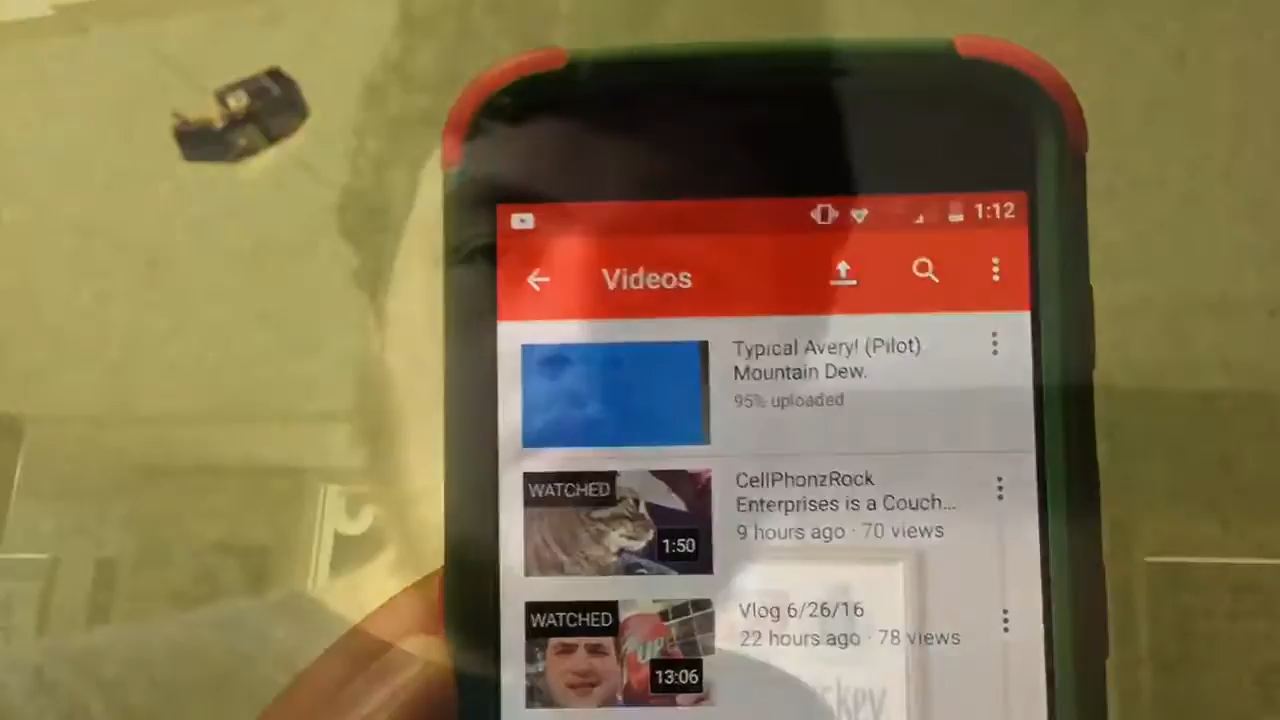 1:12
Videos
Typical Avery! (Pilot)
Mountain Dew.
95% uploaded
WATCHED
1:50
CellPhonzRock
Enterprises is a Couch...
9 hours ago · 70 views
WATCHED
UP
13:06
Vlog 6/26/16
22 hours ago · 78 views